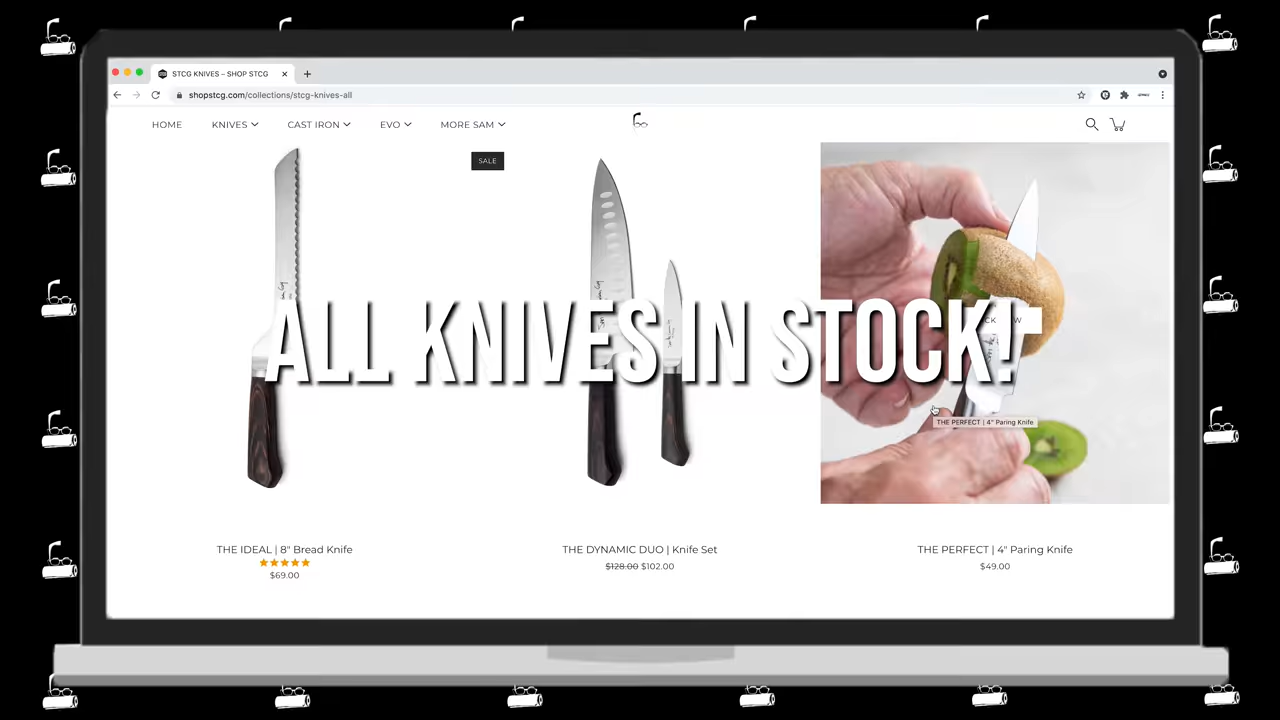 STCG KNIVES – SHOP STCG
shopstcg.com/collections/stcg-knives-all
HOME KNIVES CAST IRON EVO MORE SAM
SALE
ALL KNIVES IN STOCK!
THE PERFECT | 4" Paring Knife
THE IDEAL | 8" Bread Knife
$69.00
THE DYNAMIC DUO | Knife Set
$128.00 $102.00
THE PERFECT | 4" Paring Knife
$49.00